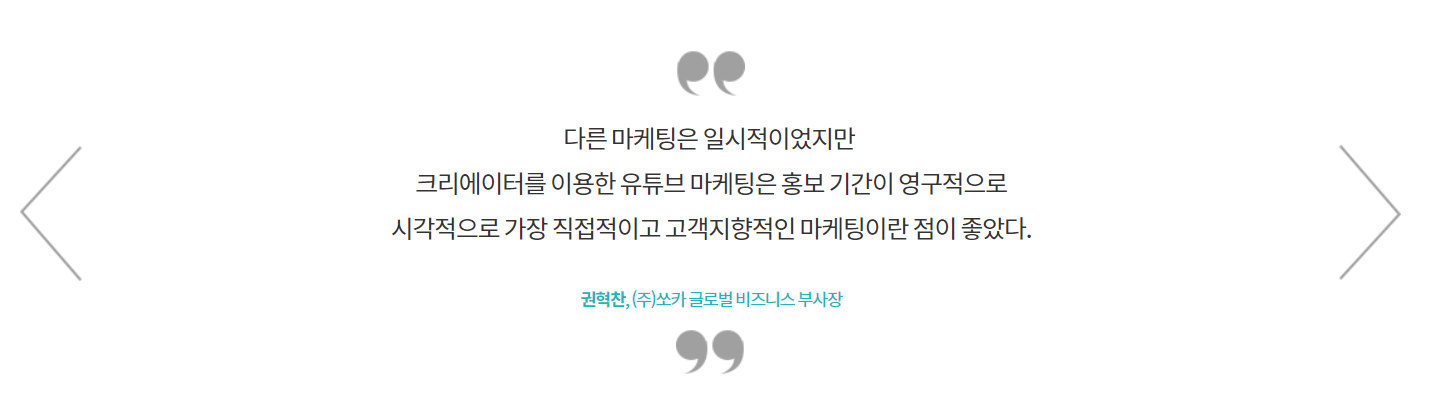 다른 마케팅은 일시적이었지만
크리에이터를 이용한 유튜브 마케팅은 홍보 기간이 영구적으로
시각적으로 가장 직접적이고 고객지향적인 마케팅이란 점이 좋았다.
권혁찬, (주)쏘카 글로벌 비즈니스 부사장